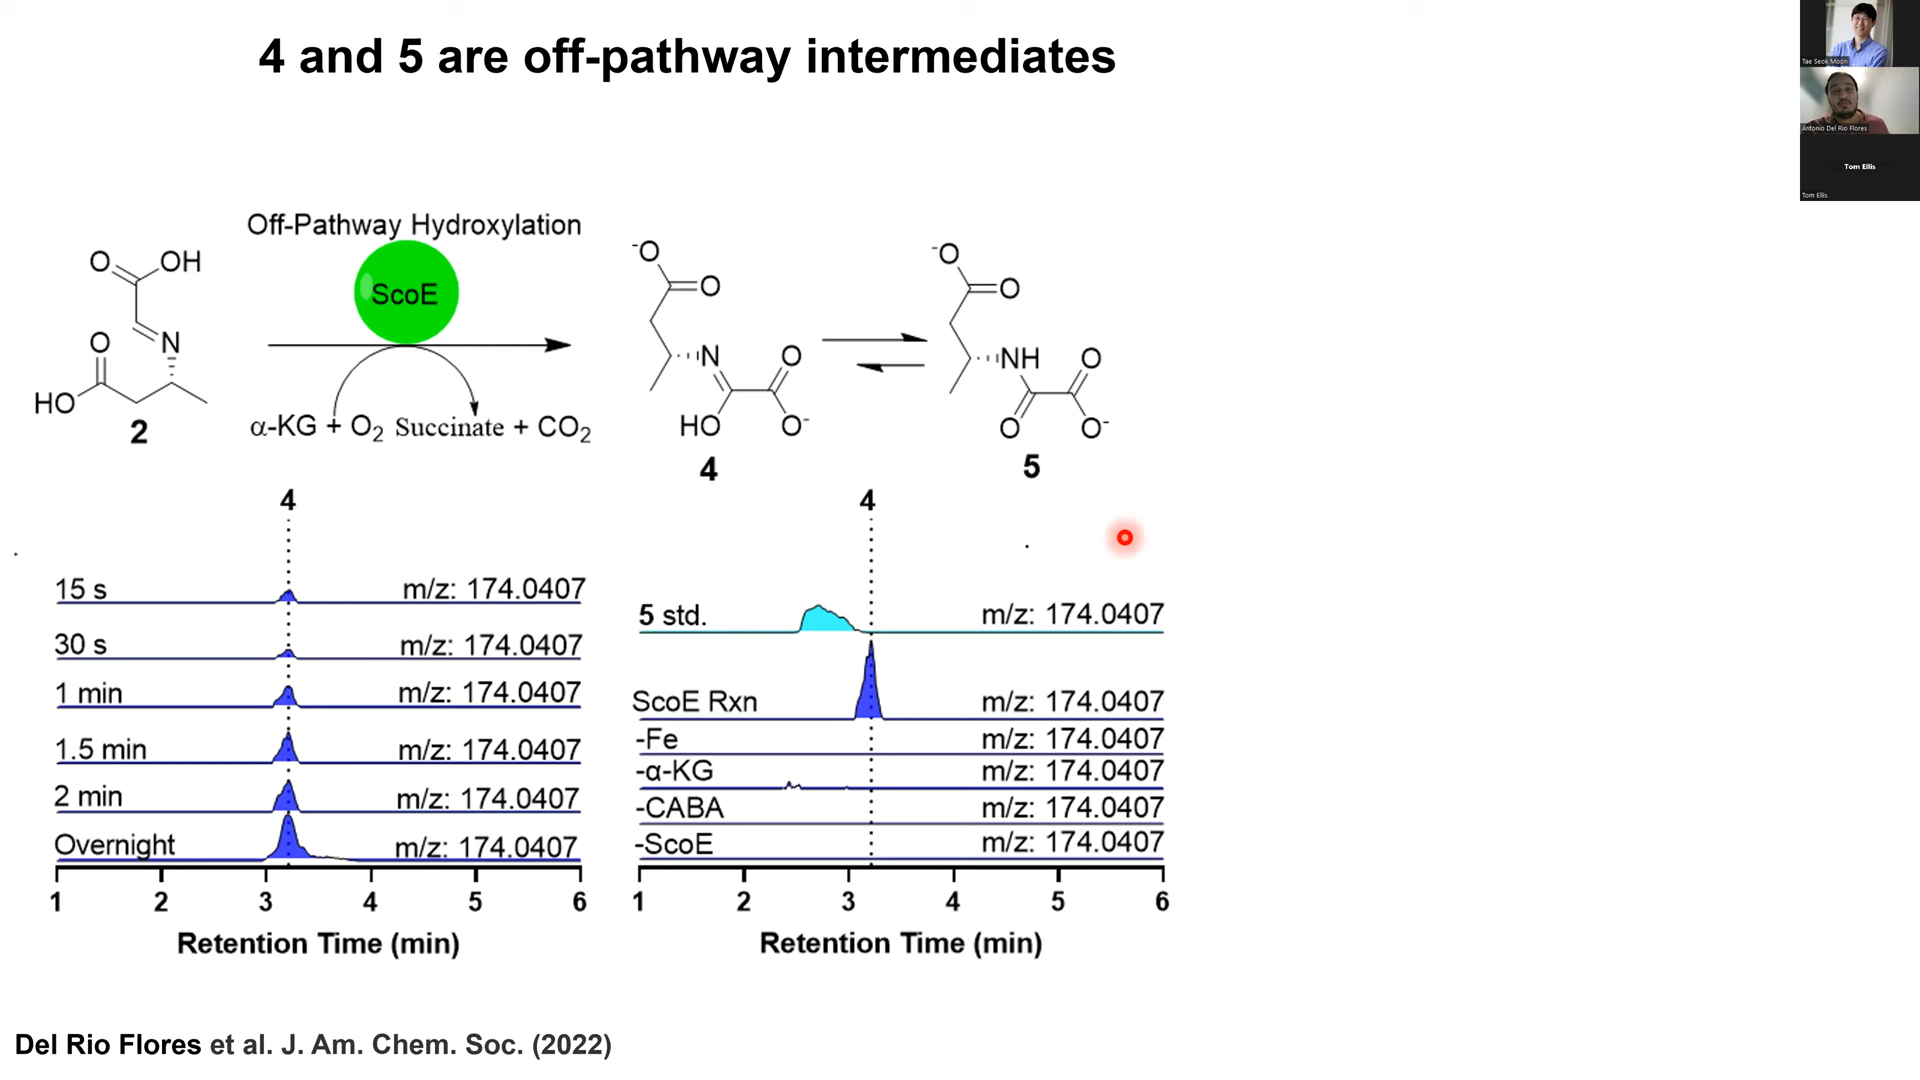 4 and 5 are off-pathway intermediates
Tae Seok Moon
Antonio Del Rio Flores
Tom Ellis
Tom Ellis
Off-Pathway Hydroxylation
ScoE
α-KG + O2 Succinate + CO2
O OH
N
O
HO
2
-O
O
N O
HO O-
4
-O
O
NH O
O O-
5
4
15 s m/z: 174.0407
30 s m/z: 174.0407
1 min m/z: 174.0407
1.5 min m/z: 174.0407
2 min m/z: 174.0407
Overnight m/z: 174.0407
1 2 3 4 5 6
Retention Time (min)
4
5 std. m/z: 174.0407
ScoE Rxn m/z: 174.0407
-Fe m/z: 174.0407
-α-KG m/z: 174.0407
-CABA m/z: 174.0407
-ScoE m/z: 174.0407
1 2 3 4 5 6
Retention Time (min)
Del Rio Flores et al. J. Am. Chem. Soc. (2022)